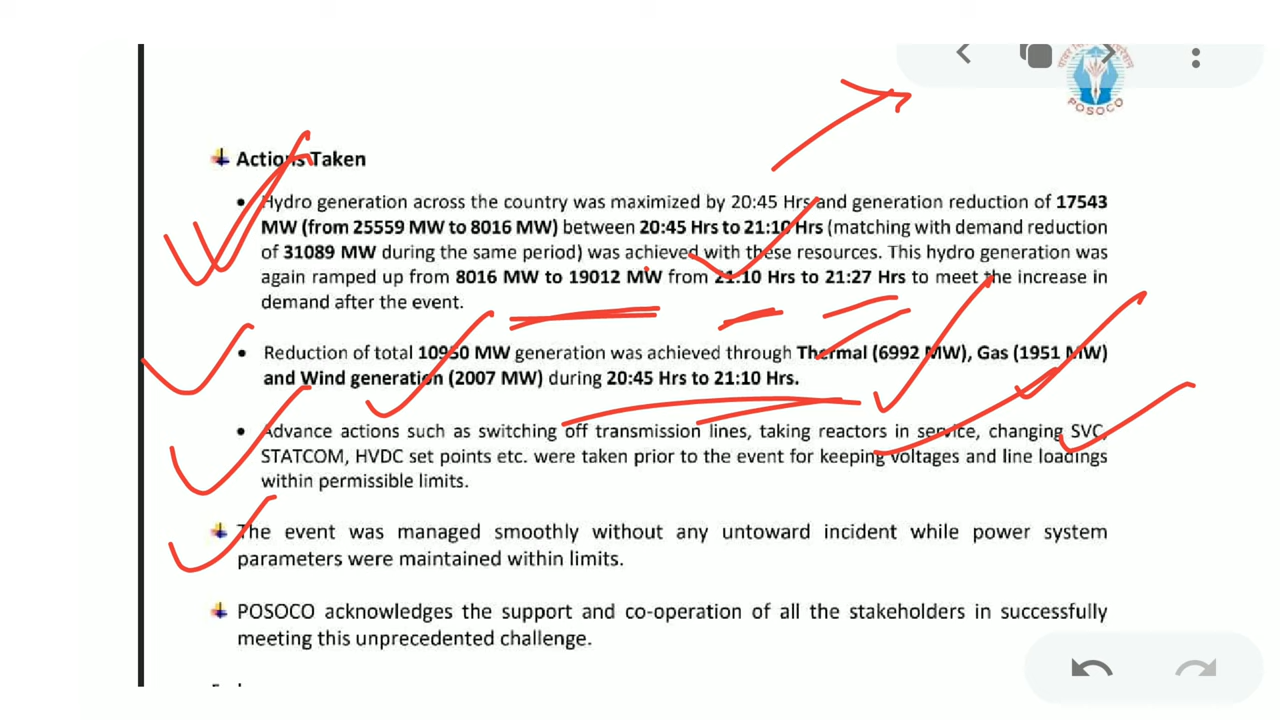 POSOCO
Actions Taken
Hydro generation across the country was maximized by 20:45 Hrs and generation reduction of 17543
MW (from 25559 MW to 8016 MW) between 20:45 Hrs to 21:10 Hrs (matching with demand reduction
of 31089 MW during the same period) was achieved with these resources. This hydro generation was
again ramped up from 8016 MW to 19012 MW from 21:10 Hrs to 21:27 Hrs to meet the increase in
demand after the event.
Reduction of total 10950 MW generation was achieved through Thermal (6992 MW), Gas (1951 MW)
and Wind generation (2007 MW) during 20:45 Hrs to 21:10 Hrs.
Advance actions such as switching off transmission lines, taking reactors in service, changing SVC,
STATCOM, HVDC set points etc. were taken prior to the event for keeping voltages and line loadings
within permissible limits.
The event was managed smoothly without any untoward incident while power system
parameters were maintained within limits.
POSOCO acknowledges the support and co-operation of all the stakeholders in successfully
meeting this unprecedented challenge.